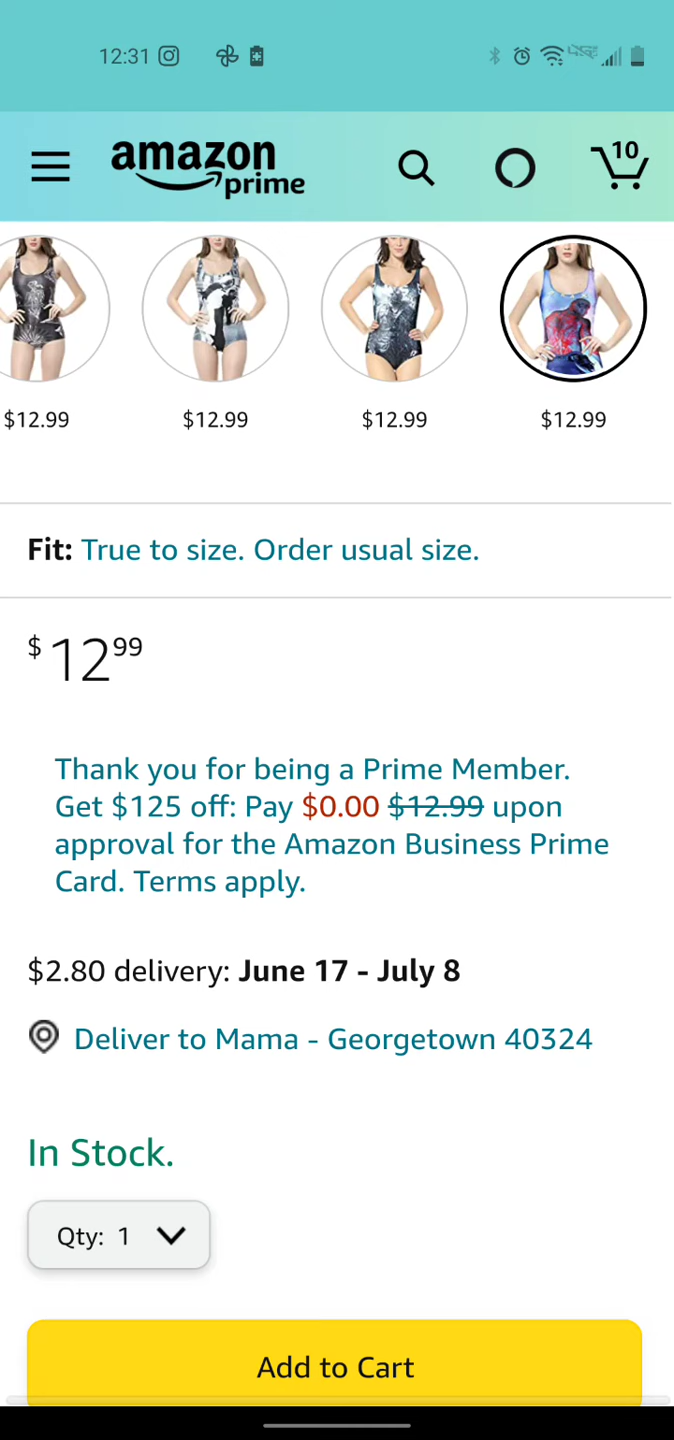 12:31
amazon
prime
10
$12.99 $12.99 $12.99 $12.99
Fit: True to size. Order usual size.
$12 99
Thank you for being a Prime Member.
Get $125 off: Pay $0.00 $12.99 upon
approval for the Amazon Business Prime
Card. Terms apply.
$2.80 delivery: June 17 - July 8
Deliver to Mama - Georgetown 40324
In Stock.
Qty: 1
Add to Cart